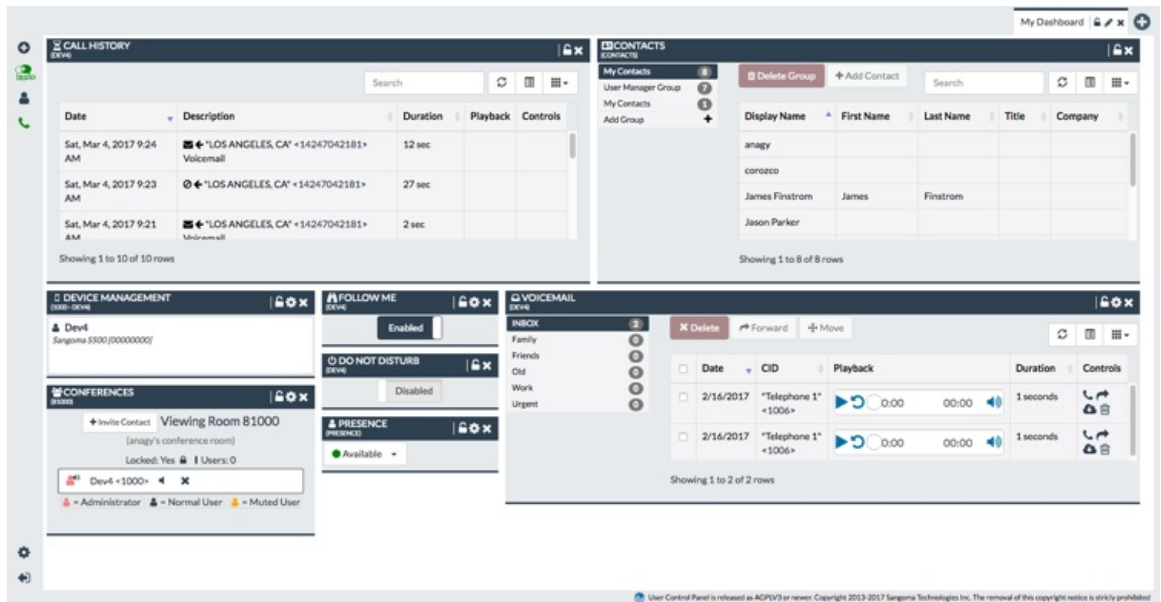 My Dashboard
CALL HISTORY
(DEV4)
Search
Date Description Duration Playback Controls
Sat, Mar 4, 2017 9:24 AM
"LOS ANGELES, CA" <14247042181> Voicemail
12 sec
Sat, Mar 4, 2017 9:23 AM
"LOS ANGELES, CA" <14247042181>
27 sec
Sat, Mar 4, 2017 9:21 AM
"LOS ANGELES, CA" <14247042181> Voicemail
2 sec
Showing 1 to 10 of 10 rows
CONTACTS
(CONTACTS)
My Contacts 8
User Manager Group 7
My Contacts 1
Add Group
Delete Group
Add Contact
Search
Display Name First Name Last Name Title Company
anagy
corozco
James Finstrom James Finstrom
Jason Parker
Showing 1 to 8 of 8 rows
DEVICE MANAGEMENT
(1000 - DEV4)
Dev4
Sangoma S500 [00000000]
FOLLOW ME
(DEV4)
Enabled
DO NOT DISTURB
(DEV4)
Disabled
PRESENCE
(PRESENCE)
Available
CONFERENCES
(81000)
Invite Contact
Viewing Room 81000
(anagy's conference room)
Locked: Yes | Users: 0
Dev4 <1000>
= Administrator = Normal User = Muted User
VOICEMAIL
(DEV4)
INBOX 2
Family 0
Friends 0
Old 0
Work 0
Urgent 0
Delete
Forward
Move
Date CID Playback Duration Controls
2/16/2017 "Telephone 1" <1006> 0:00 00:00 1 seconds
2/16/2017 "Telephone 1" <1006> 0:00 00:00 1 seconds
Showing 1 to 2 of 2 rows
User Control Panel is released as AGPLV3 or newer. Copyright 2013-2017 Sangoma Technologies Inc. The removal of this copyright notice is stricly prohibited